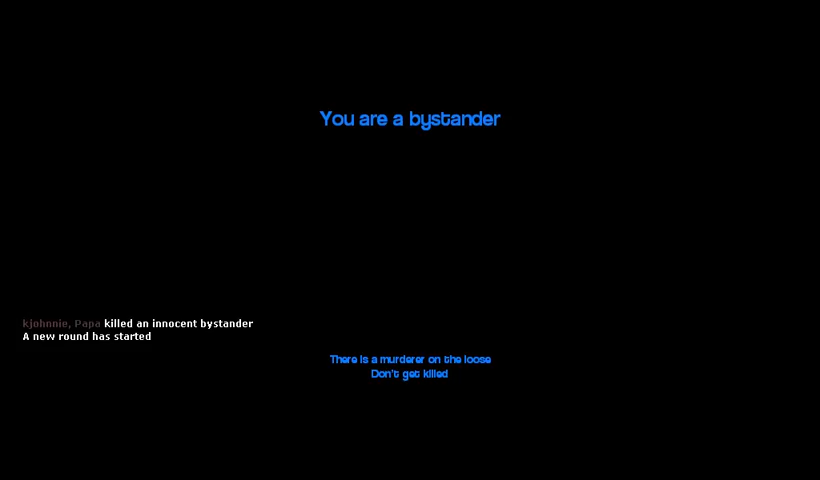 You are a bystander
kjohnnie, Papa killed an innocent bystander
A new round has started
There is a murderer on the loose
Don't get killed